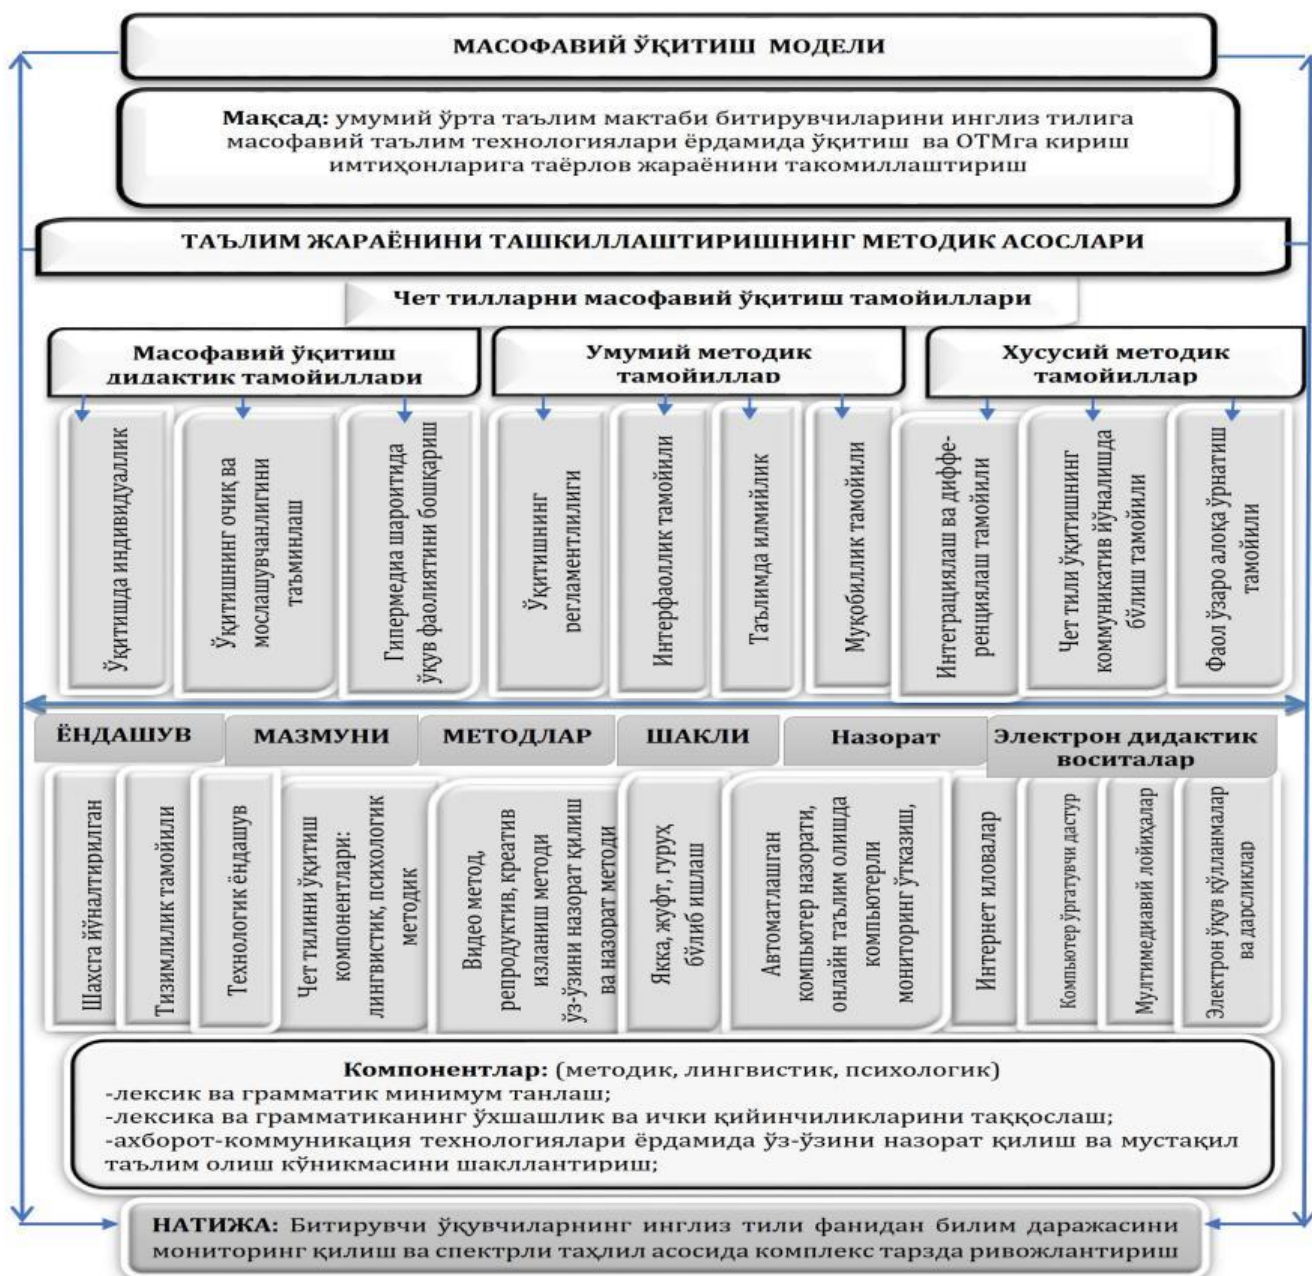 МАСОФАВИЙ ЎҚИТИШ МОДЕЛИ
Мақсад: умумий ўрта таълим мактаби битирувчиларини инглиз тилига
масофавий таълим технологиялари ёрдамида ўқитиш ва ОТМга кириш
имтиҳонларига таёрлов жараёнини такомиллаштириш
ТАЪЛИМ ЖАРАЁНИНИ ТАШКИЛЛАШТИРИШНИНГ МЕТОДИК АСОСЛАРИ
Чет тилларни масофавий ўқитиш тамойиллари
Масофавий ўқитиш
дидактик тамойиллари
Умумий методик
тамойиллар
Хусусий методик
тамойиллар
Ўқитишда индивидуаллик
Ўқитишнинг очиқ ва
мослашувчанлигини
таъминлаш
Гипермедиа шароитида
ўқув фаолиятини бошқариш
Ўқитишнинг
регламентлилиги
Интерфаоллик тамойили
Таълимда илмийлик
Муқобиллик тамойили
Интеграциялаш ва диффе-
ренциялаш тамойили
Чет тили ўқитишнинг
коммуникатив йўналишда
бўлиш тамойили
Фаол ўзаро алоқа ўрнатиш
тамойили
ЁНДАШУВ
МАЗМУНИ
МЕТОДЛАР
ШАКЛИ
Назорат
Электрон дидактик
воситалар
Шахсга йўналтирилган
Тизимлилик тамойили
Технологик ёндашув
Чет тилини ўқитиш
компонентлари:
лингвистик, психологик
методик
Видео метод,
репродуктив, креатив
изланиш методи
ўз-ўзини назорат қилиш
ва назорат методи
Якка, жуфт, гуруҳ
бўлиб ишлаш
Автоматлашган
компьютер назорати,
онлайн таълим олишда
компьютерли
мониторинг ўтказиш,
Интернет иловалар
Компьютер ўргатувчи дастур
Мултимедиавий лойиҳалар
Электрон ўқув қўлланмалар
ва дарсликлар
Компонентлар: (методик, лингвистик, психологик)
-лексик ва грамматик минимум танлаш;
-лексика ва грамматиканинг ўхшашлик ва ички қийинчиликларини таққослаш;
-ахборот-коммуникация технологиялари ёрдамида ўз-ўзини назорат қилиш ва мустақил
таълим олиш кўникмасини шакллантириш;
НАТИЖА: Битирувчи ўқувчиларнинг инглиз тили фанидан билим даражасини
мониторинг қилиш ва спектрли таҳлил асосида комплекс тарзда ривожлантириш